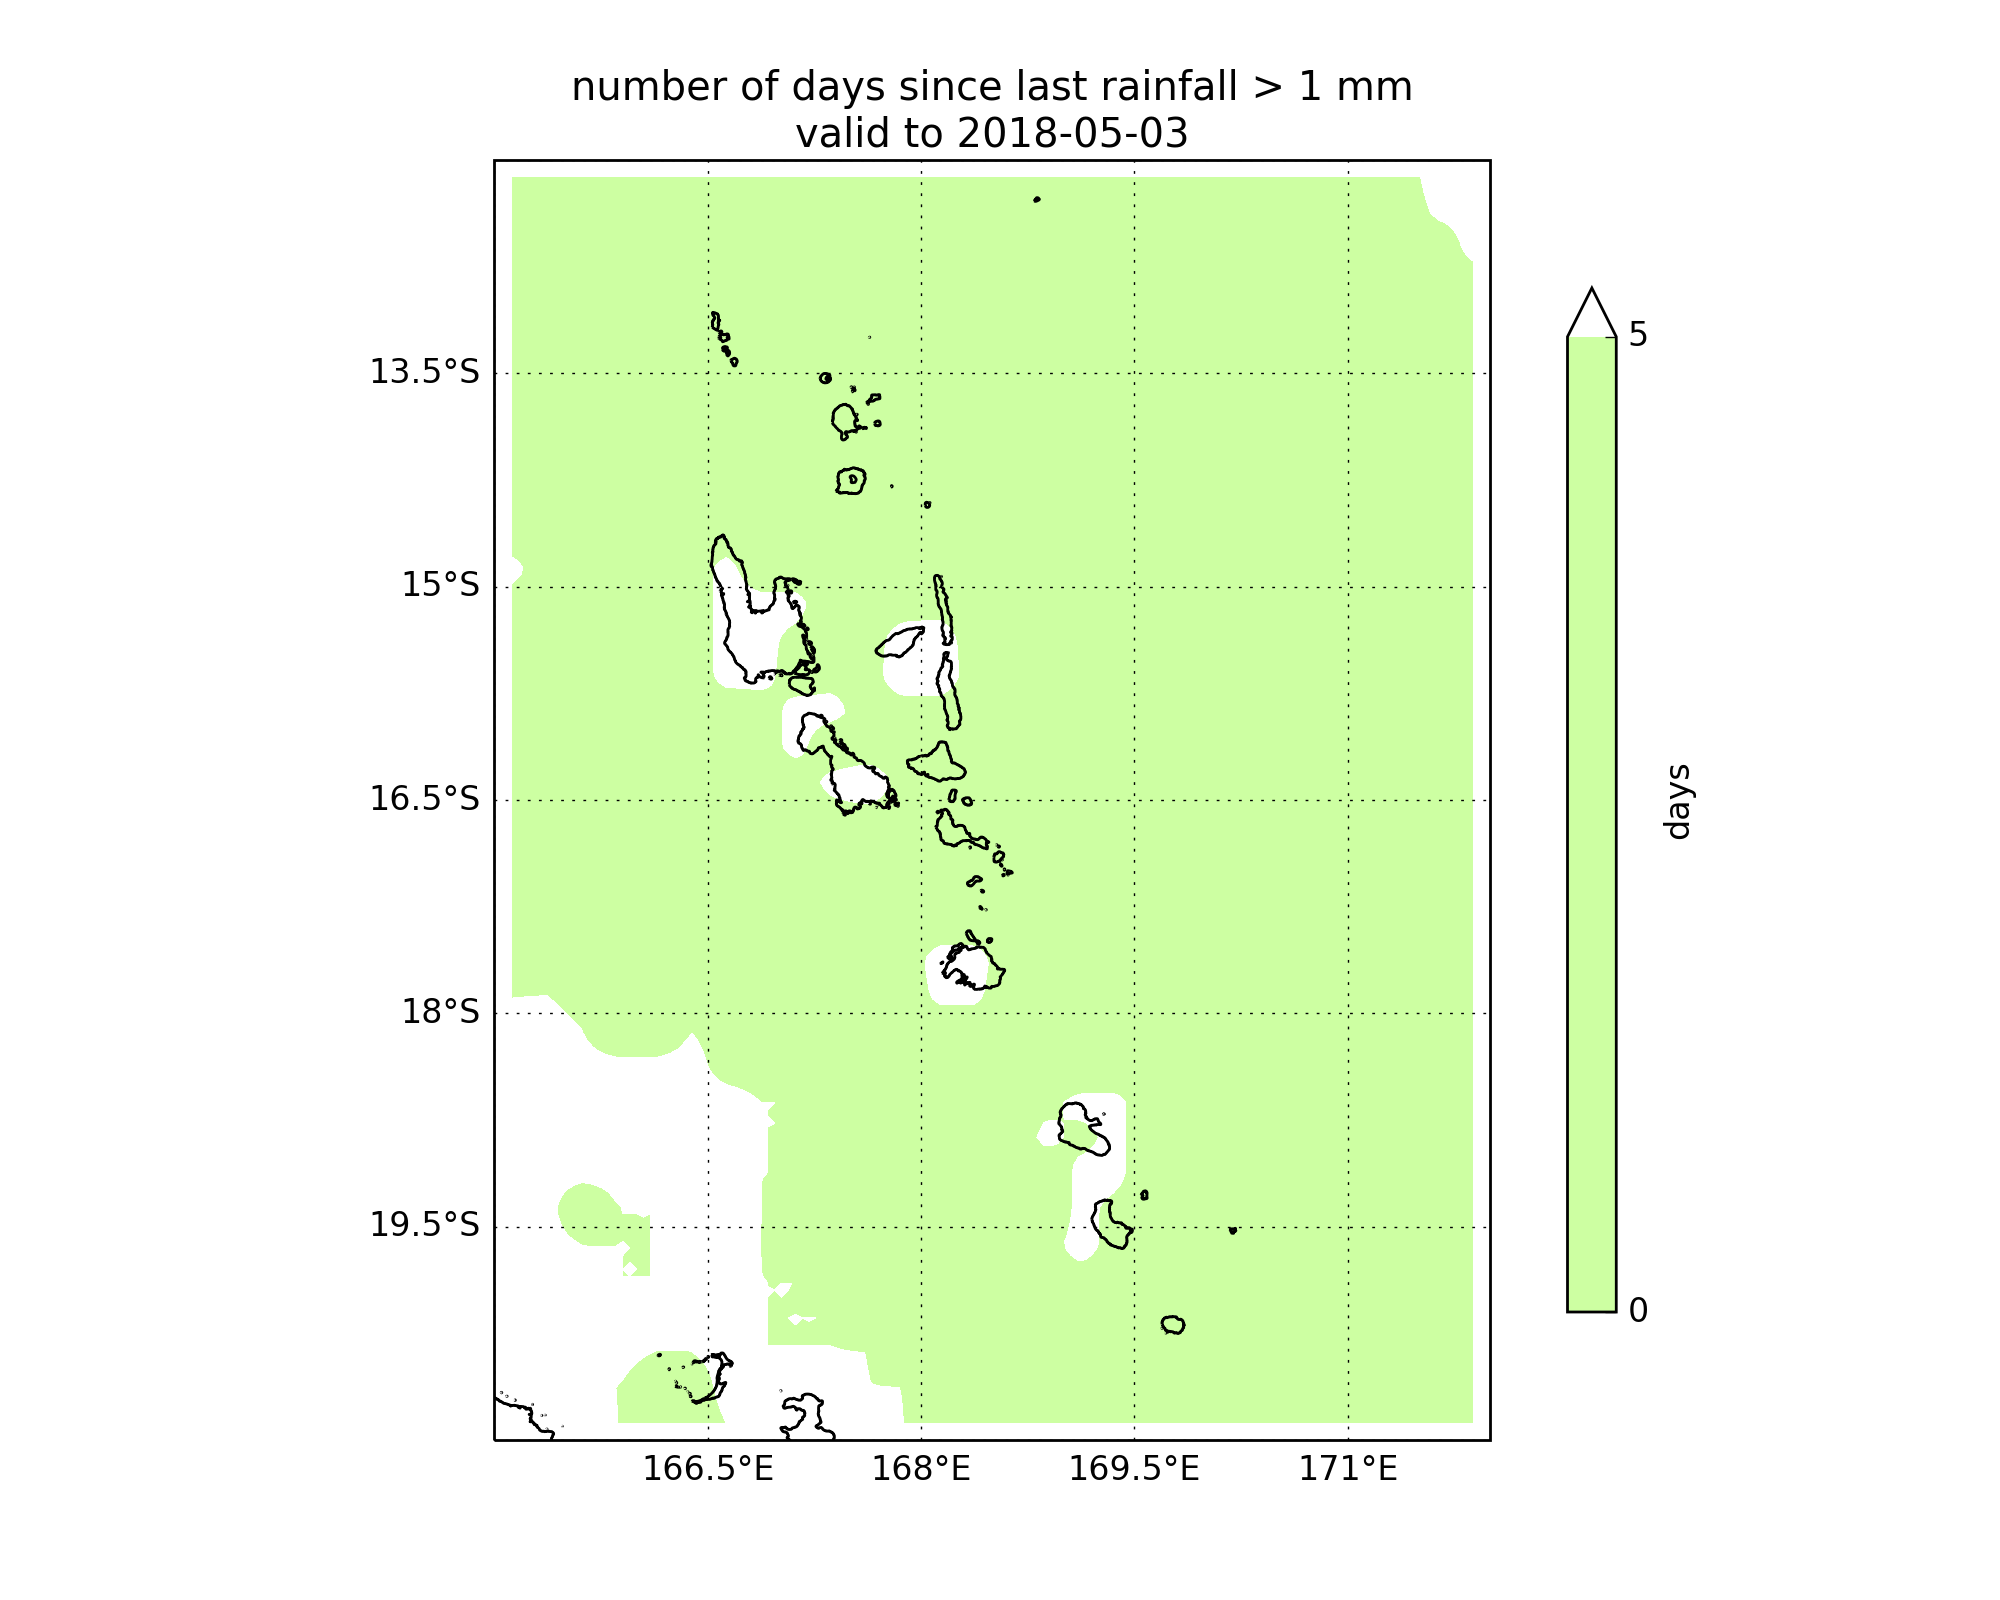 number of days since last rainfall > 1 mm
valid to 2018-05-03
13.5°S
15°S
16.5°S
18°S
19.5°S
166.5°E
168°E
169.5°E
171°E
5
0
days